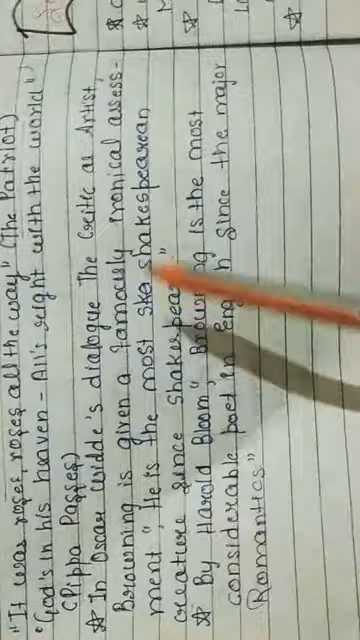 "It was roses, roses all the way" (The Patriot)
"God's in his heaven - All's right with the world"
(Pippa Passes)
☆ In Oscar Wilde's dialogue The Critic as Artist,
Browning is given a famously ironical assess-
ment, "He is the most ske shakespearean
creature since shakespeare"
☆ By Harold Bloom," Browning is the most
considerable poet in English since the major
Romantics"